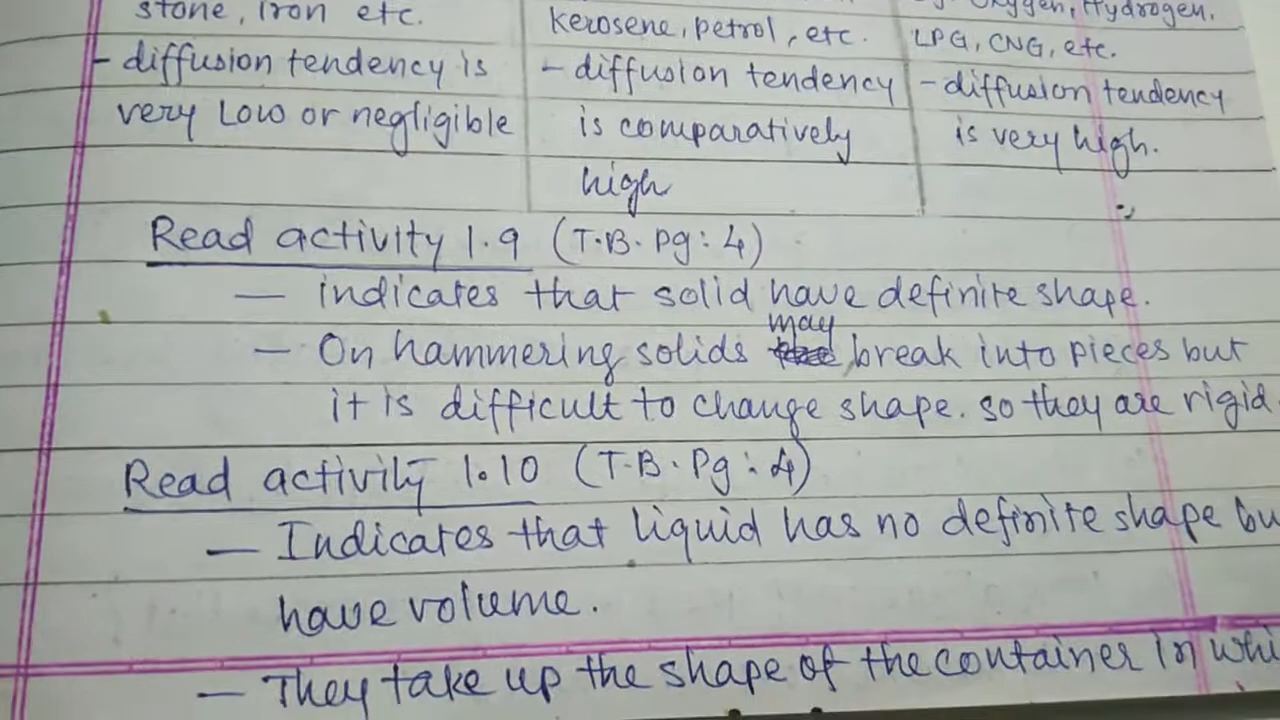 stone, iron etc.
- diffusion tendency is
very Low or negligible
kerosene, petrol, etc.
- diffusion tendency
is comparatively
high
Oxygen, Hydrogen.
LPG, CNG, etc.
- diffusion tendency
is very high.
Read activity 1.9 (T.B. pg: 4)
— indicates that solid have definite shape.
— On hammering solids may break into pieces but
it is difficult to change shape. so they are rigid.
Read activity 1.10 (T.B. Pg: 4)
— Indicates that liquid has no definite shape bu
have volume.
— They take up the shape of the container in whi